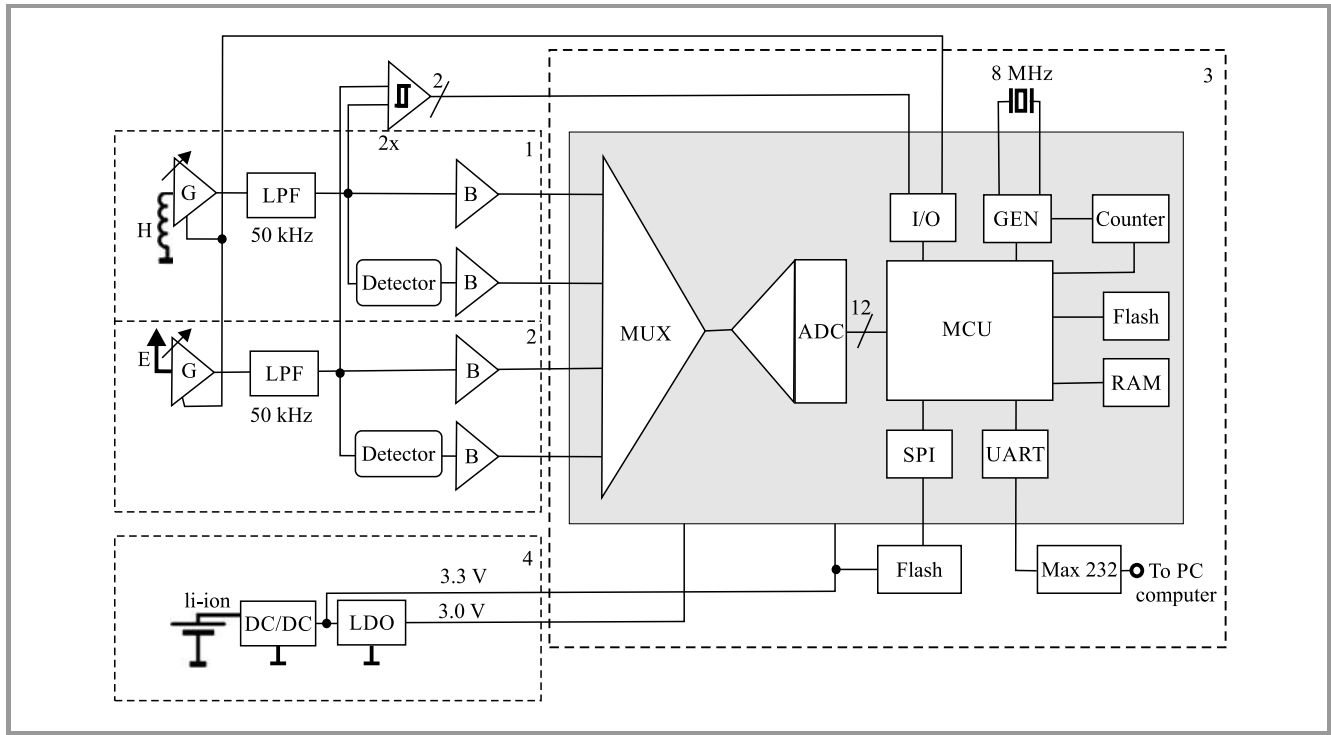 8 MHz
3
2
2x
1
G
LPF
B
I/O
GEN
Counter
H
50 kHz
Detector
B
12
MUX
ADC
MCU
Flash
2
E
G
LPF
B
RAM
50 kHz
Detector
B
SPI
UART
4
3.3 V
Flash
Max 232
To PC
computer
li-ion
3.0 V
DC/DC
LDO